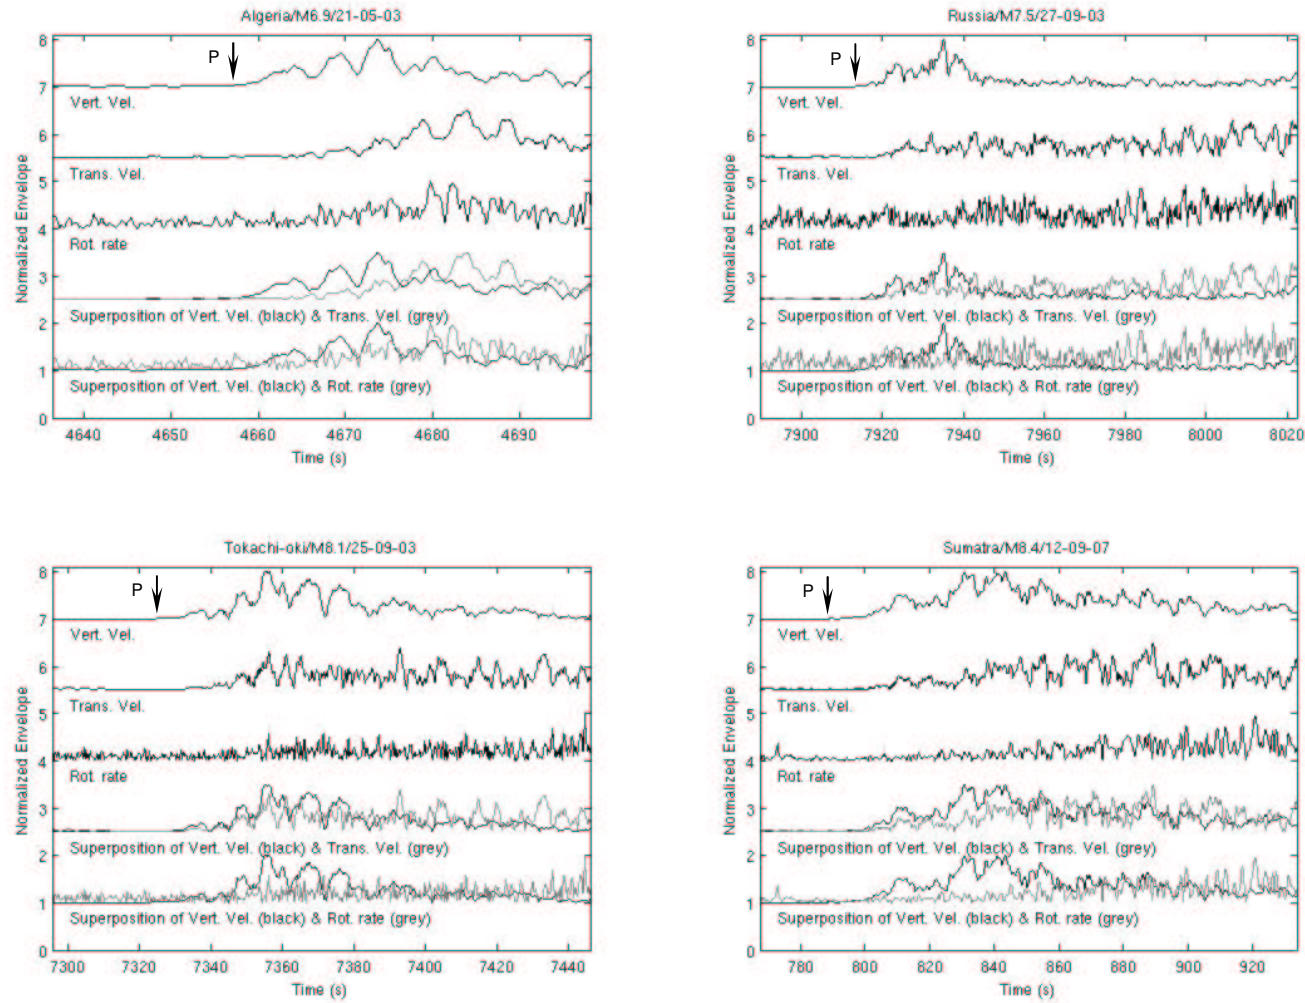 Algeria/M6.9/21-05-03
8
P
7
Vert. Vel.
6
Trans. Vel.
5
4
Rot. rate
3
Superposition of Vert. Vel. (black) & Trans. Vel. (grey)
2
1
Superposition of Vert. Vel. (black) & Rot. rate (grey)
0
Normalized Envelope
4640 4650 4660 4670 4680 4690
Time (s)
Russia/M7.5/27-09-03
8
P
7
Vert. Vel.
6
Trans. Vel.
5
4
Rot. rate
3
Superposition of Vert. Vel. (black) & Trans. Vel. (grey)
2
1
Superposition of Vert. Vel. (black) & Rot. rate (grey)
0
Normalized Envelope
7900 7920 7940 7960 7980 8000 8020
Time (s)
Tokachi-oki/M8.1/25-09-03
8
P
7
Vert. Vel.
6
Trans. Vel.
5
4
Rot. rate
3
Superposition of Vert. Vel. (black) & Trans. Vel. (grey)
2
1
Superposition of Vert. Vel. (black) & Rot. rate (grey)
0
Normalized Envelope
7300 7320 7340 7360 7380 7400 7420 7440
Time (s)
Sumatra/M8.4/12-09-07
8
P
7
Vert. Vel.
6
Trans. Vel.
5
4
Rot. rate
3
Superposition of Vert. Vel. (black) & Trans. Vel. (grey)
2
1
Superposition of Vert. Vel. (black) & Rot. rate (grey)
0
Normalized Envelope
780 800 820 840 860 880 900 920
Time (s)